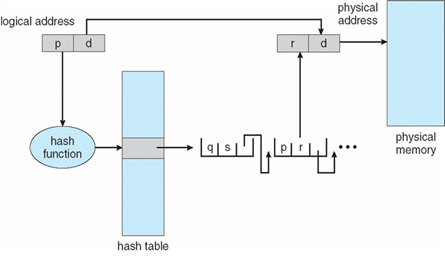 logical address
p d
r d
physical
address
hash
function
q s
p r
•••
physical
memory
hash table